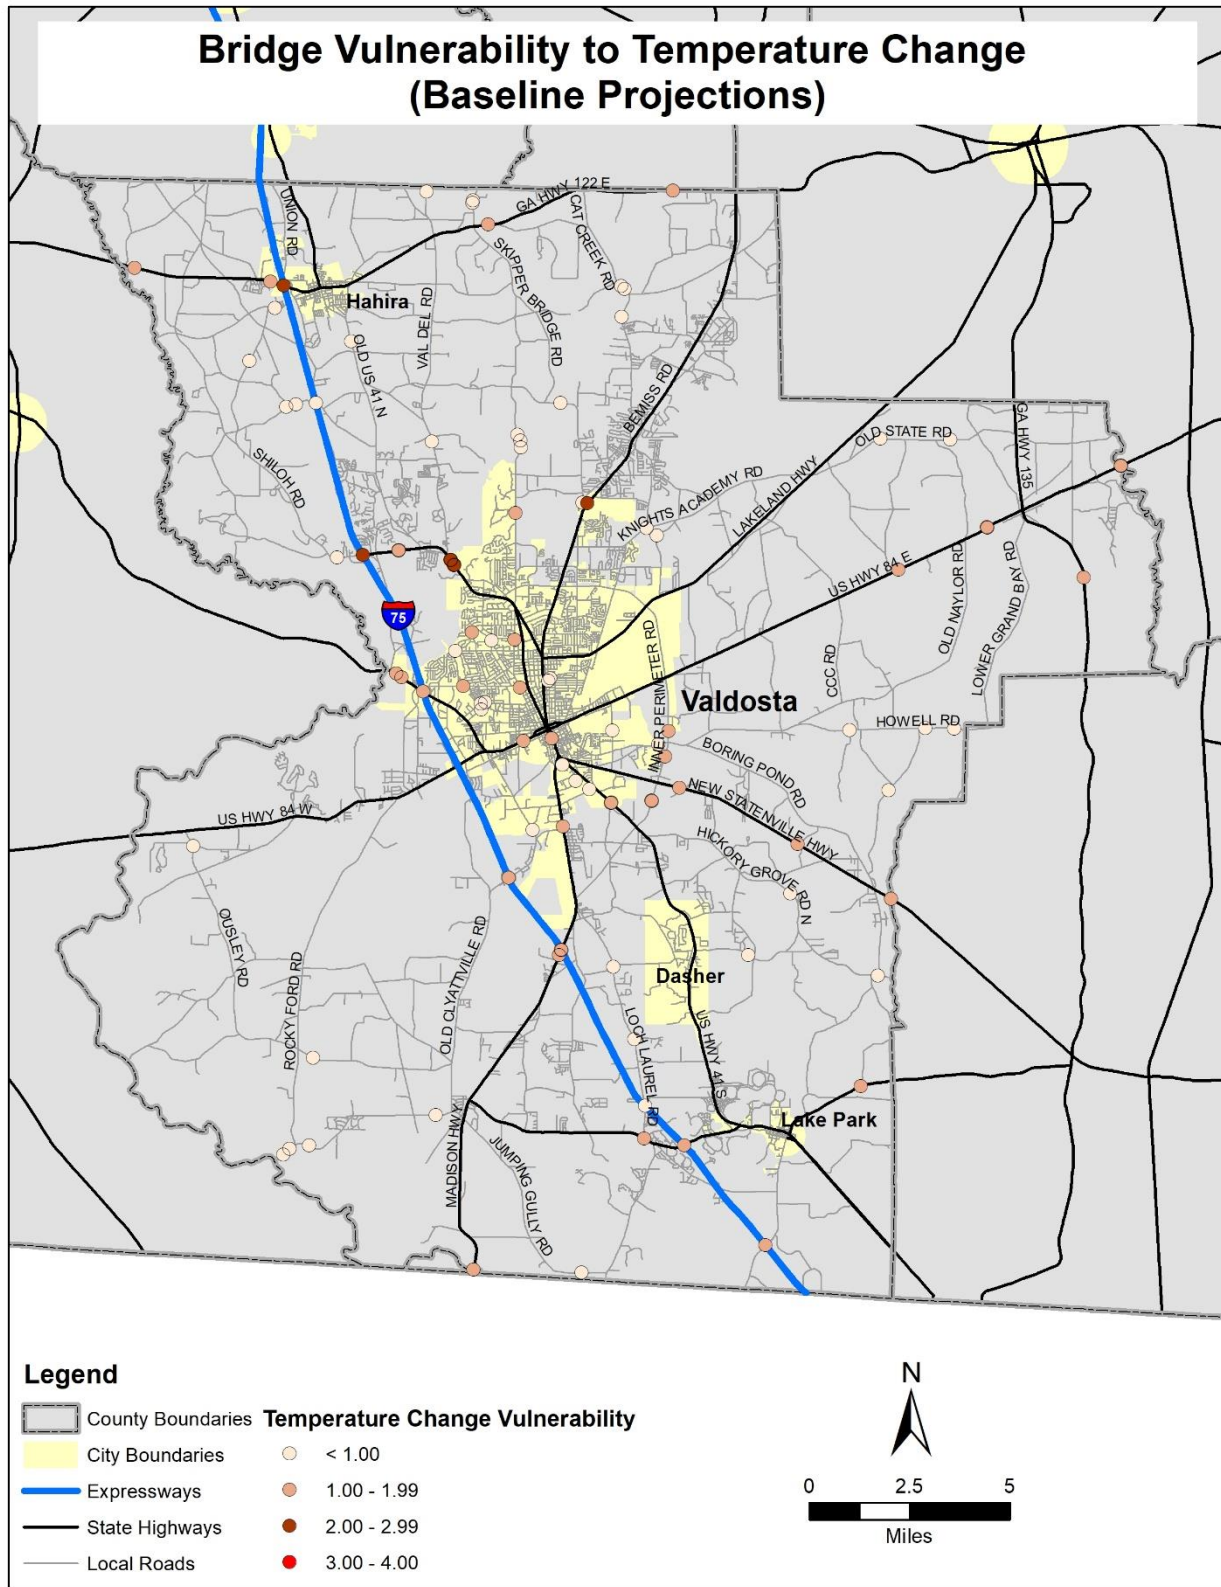 Bridge Vulnerability to Temperature Change
(Baseline Projections)
GA HWY 122 E
UNION RD
CAT CREEK RD
SKIPPER BRIDGE RD
Hahira
VAL DEL RD
OLD US 41 N
BEMISS RD
GA HWY 135
OLD STATE RD
SHILOH RD
KNIGHTS ACADEMY RD
LAKELAND HWY
US HWY 84 E
OLD NAYLOR RD
LOWER GRAND BAY RD
75
INNER PERIMETER RD
CCC RD
Valdosta
HOWELL RD
BORING POND RD
NEW STATENVILLE HWY
US HWY 84 W
HICKORY GROVE RD N
OUSLEY RD
ROCKY FORD RD
OLD CLYATTVILLE RD
Dasher
LOCH LAUREL RD
US HWY 41 S
Lake Park
MADISON HWY
JUMPING GULLY RD
Legend
County Boundaries
City Boundaries
Expressways
State Highways
Local Roads
Temperature Change Vulnerability
< 1.00
1.00 - 1.99
2.00 - 2.99
3.00 - 4.00
N
0 2.5 5
Miles